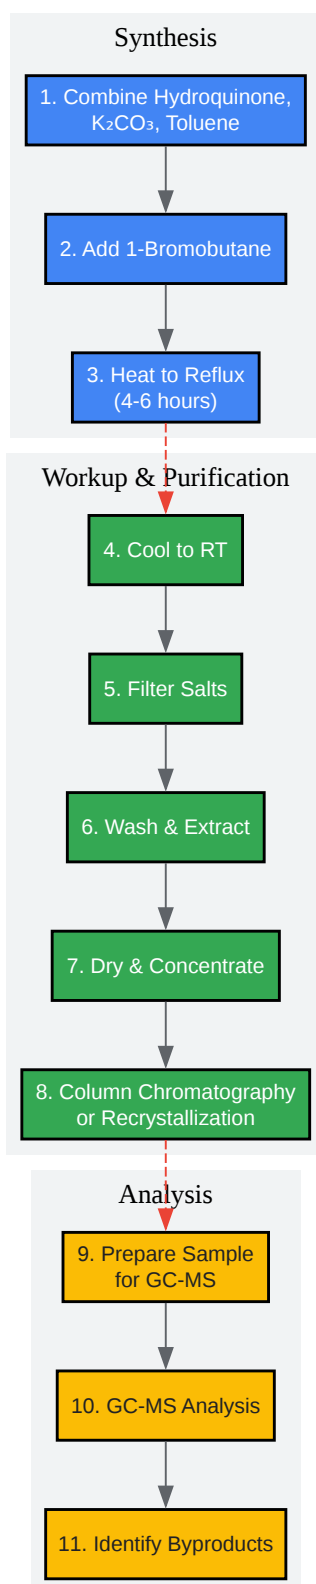 Synthesis
1. Combine Hydroquinone,
K₂CO₃, Toluene
2. Add 1-Bromobutane
3. Heat to Reflux
(4-6 hours)
Workup & Purification
4. Cool to RT
5. Filter Salts
6. Wash & Extract
7. Dry & Concentrate
8. Column Chromatography
or Recrystallization
Analysis
9. Prepare Sample
for GC-MS
10. GC-MS Analysis
11. Identify Byproducts